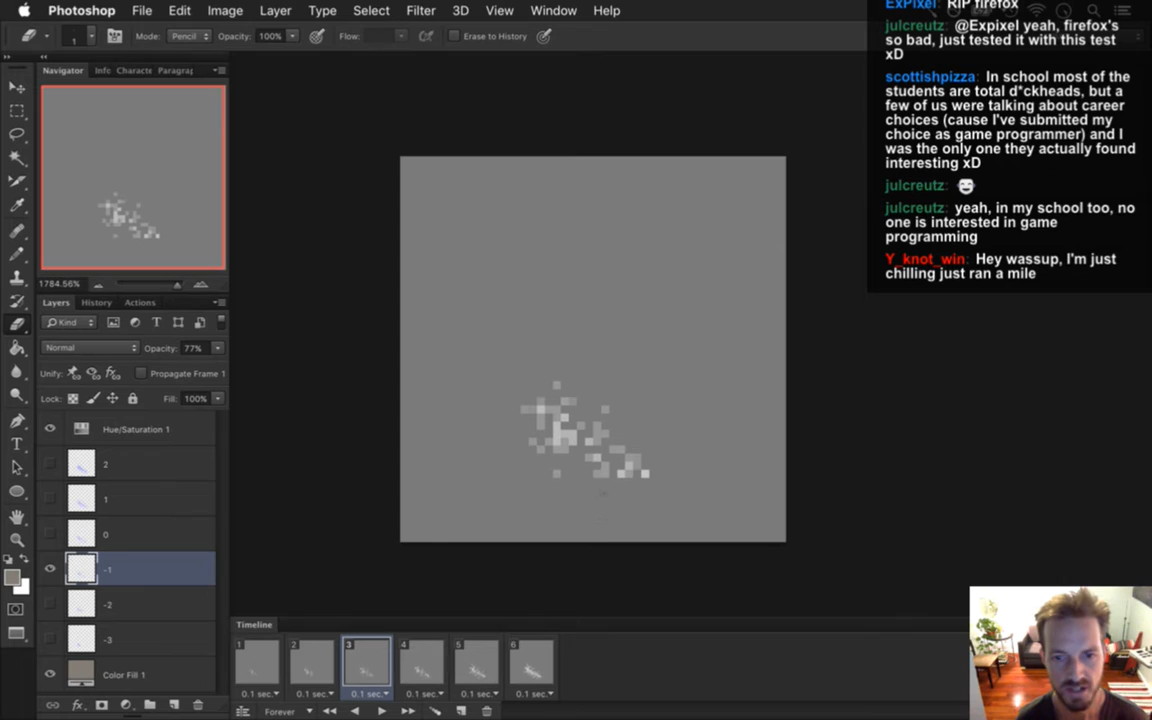 Photoshop File Edit Image Layer Type Select Filter 3D View Window Help
1 Mode: Pencil Opacity: 100% Flow: Erase to History
Navigator Info Characte Paragraph
1784.56%
Layers History Actions
Kind
Normal Opacity: 77%
Unify: Propagate Frame 1
Lock: Fill: 100%
Hue/Saturation 1
2
1
0
-1
-2
-3
Color Fill 1
Timeline
1 2 3 4 5 6
0.1 sec. 0.1 sec. 0.1 sec. 0.1 sec. 0.1 sec. 0.1 sec.
Forever
ExPixel: RIP firefox
julcreutz: @Expixel yeah, firefox's
so bad, just tested it with this test
xD
scottishpizza: In school most of the
students are total d*ckheads, but a
few of us were talking about career
choices (cause I've submitted my
choice as game programmer) and I
was the only one they actually found
interesting xD
julcreutz:
julcreutz: yeah, in my school too, no
one is interested in game
programming
Y_knot_win: Hey wassup, I'm just
chilling just ran a mile